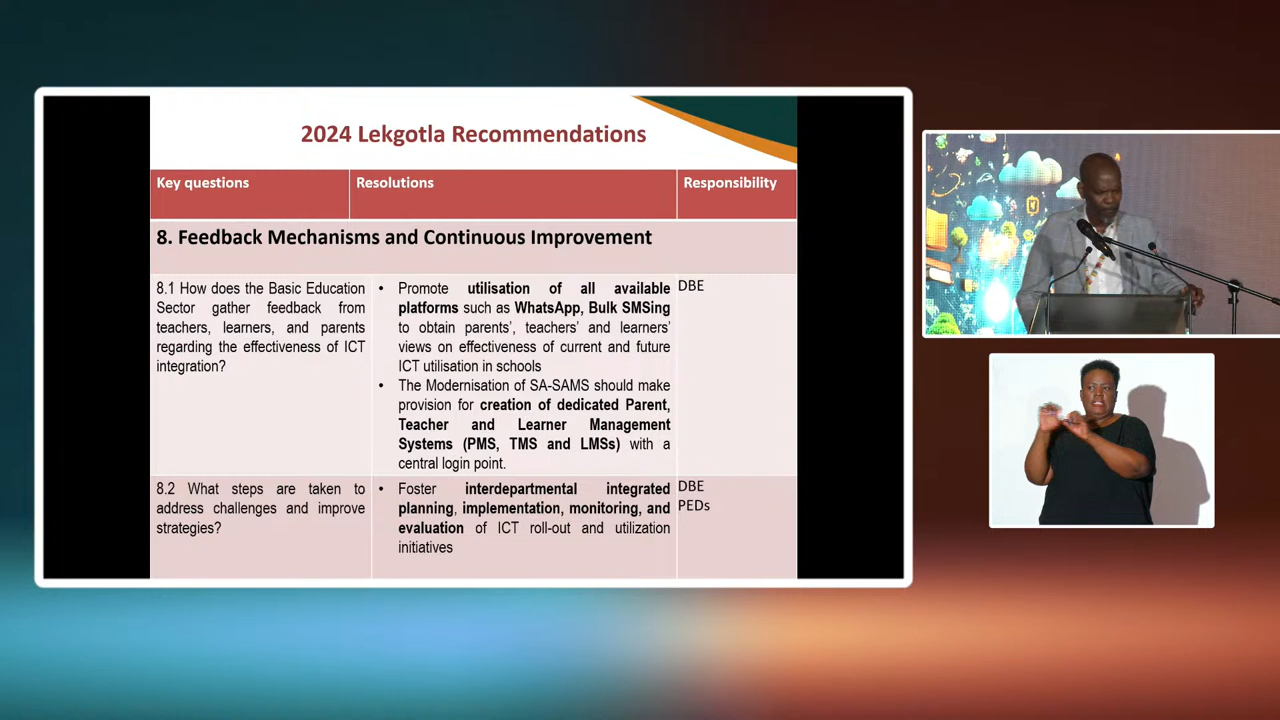 2024 Lekgotla Recommendations
Key questions
Resolutions
Responsibility
8. Feedback Mechanisms and Continuous Improvement
8.1 How does the Basic Education
Sector gather feedback from
teachers, learners, and parents
regarding the effectiveness of ICT
integration?
• Promote utilisation of all available
platforms such as WhatsApp, Bulk SMSing
to obtain parents', teachers' and learners'
views on effectiveness of current and future
ICT utilisation in schools
• The Modernisation of SA-SAMS should make
provision for creation of dedicated Parent,
Teacher and Learner Management
Systems (PMS, TMS and LMSs) with a
central login point.
DBE
8.2 What steps are taken to
address challenges and improve
strategies?
• Foster interdepartmental integrated
planning, implementation, monitoring, and
evaluation of ICT roll-out and utilization
initiatives
DBE
PEDs